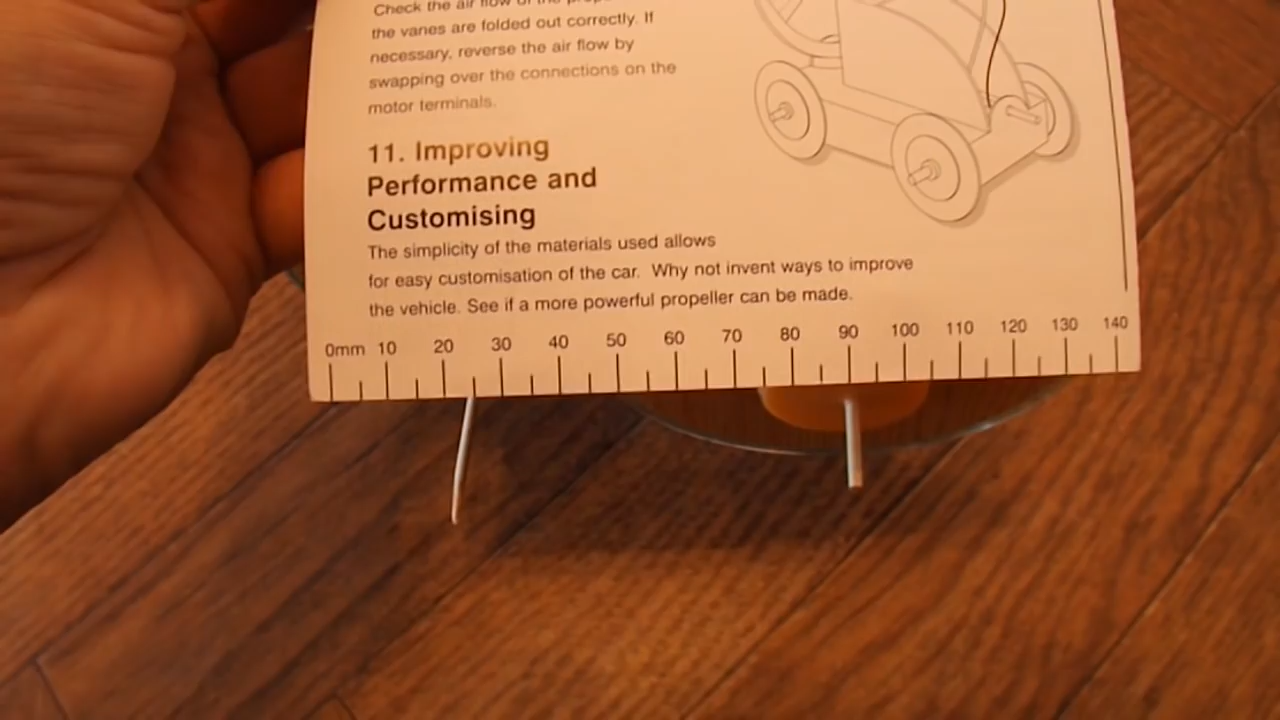 Check the air flow of the
the vanes are folded out correctly. If
necessary, reverse the air flow by
swapping over the connections on the
motor terminals.
11. Improving
Performance and
Customising
The simplicity of the materials used allows
for easy customisation of the car. Why not invent ways to improve
the vehicle. See if a more powerful propeller can be made.
0mm 10 20 30 40 50 60 70 80 90 100 110 120 130 140